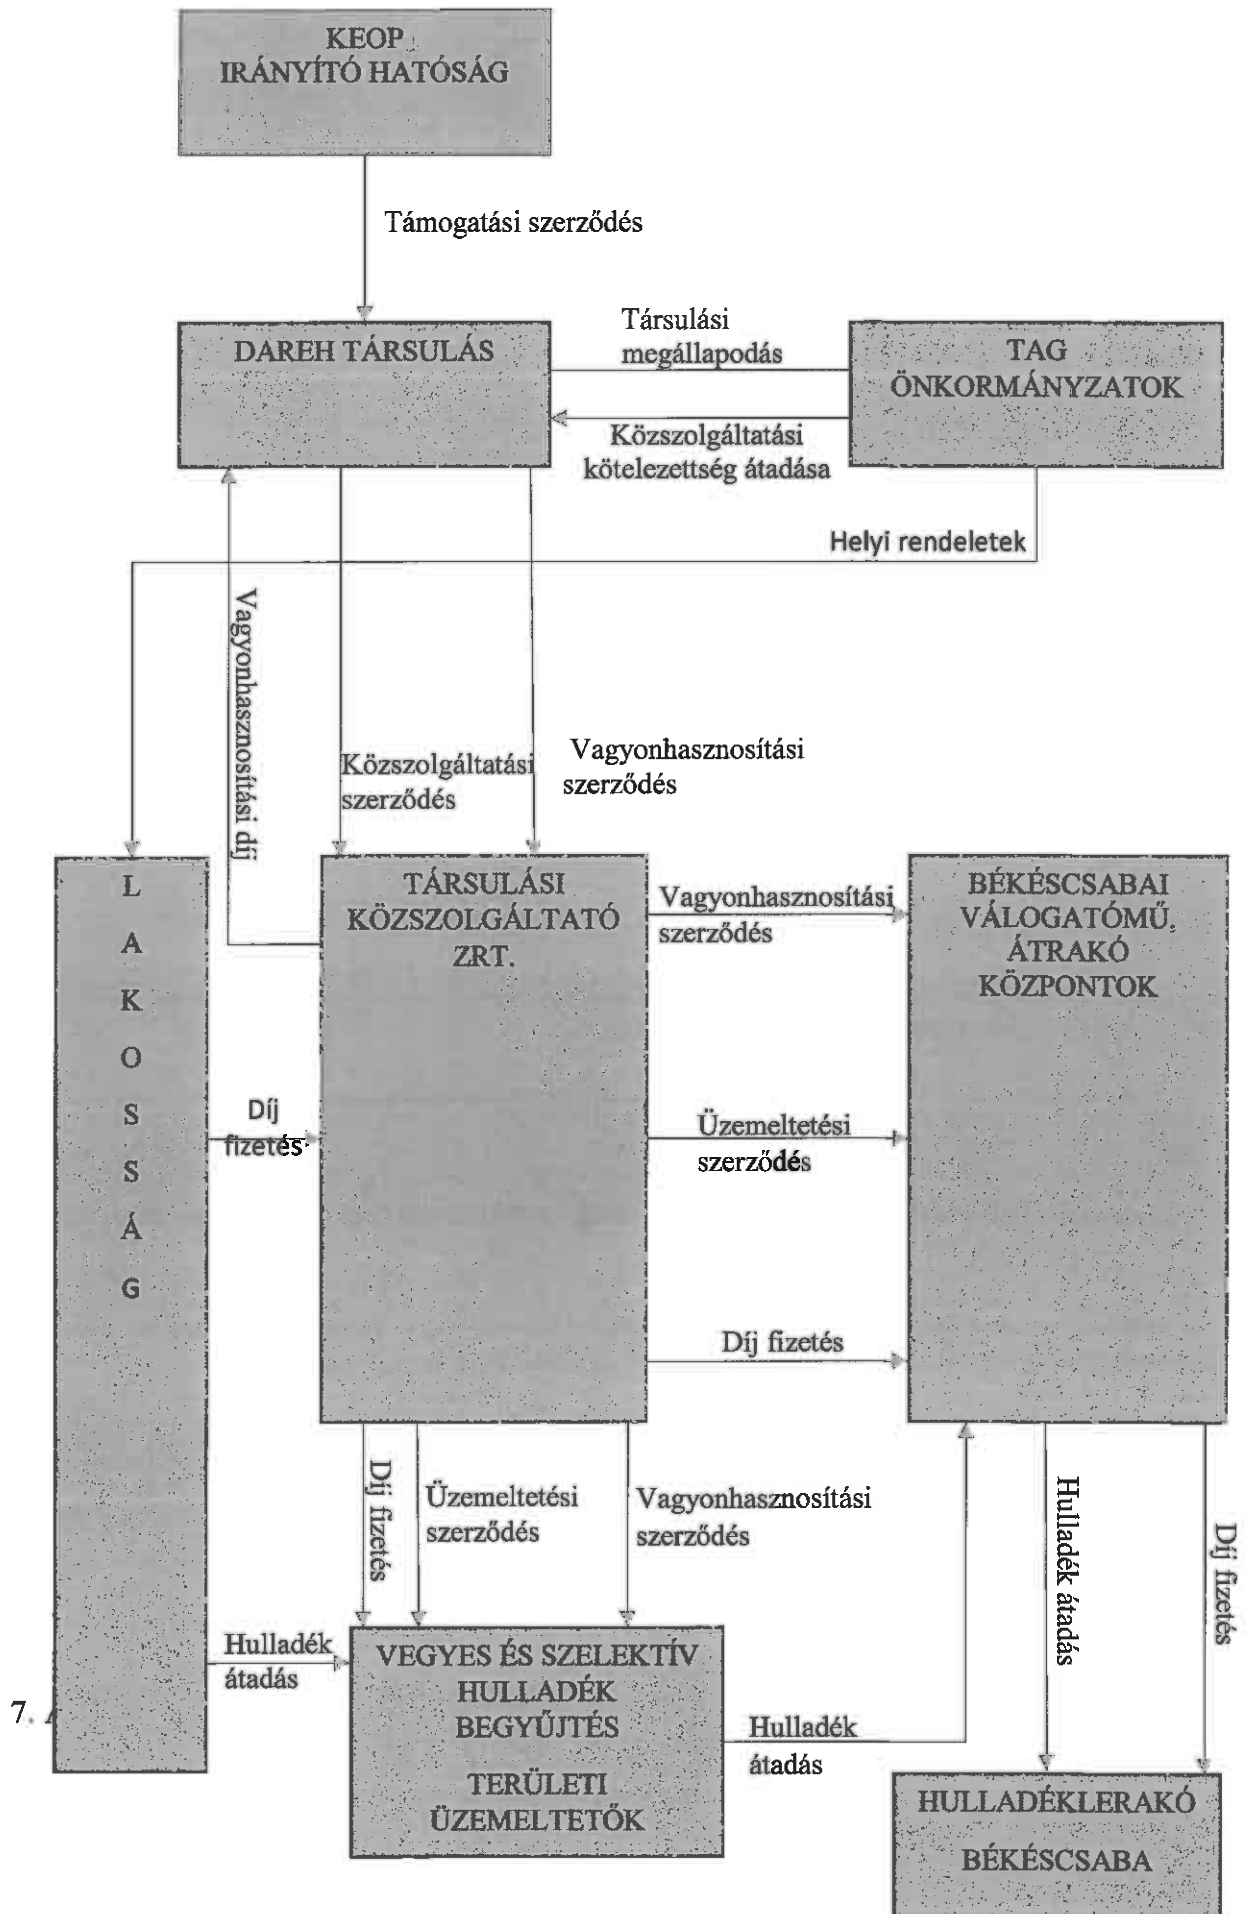 KEOP
IRÁNYÍTÓ HATÓSÁG
Támogatási szerződés
DAREH TÁRSULÁS
Társulási
megállapodás
TAG
ÖNKORMÁNYZATOK
Közszolgáltatási
kötelezettség átadása
Helyi rendeletek
Vagyonhasznosítási díj
Közszolgáltatási
szerződés
Vagyonhasznosítási
szerződés
L
A
K
O
S
S
Á
G
TÁRSULÁSI
KÖZSZOLGÁLTATÓ
ZRT.
Vagyonhasznosítási
szerződés
BÉKÉSCSABAI
VÁLOGATÓMŰ,
ÁTRAKÓ
KÖZPONTOK
Díj
fizetés
Üzemeltetési
szerződés
Díj fizetés
Díj fizetés
Üzemeltetési
szerződés
Vagyonhasznosítási
szerződés
Hulladék átadás
Díj fizetés
Hulladék
átadás
VEGYES ÉS SZELEKTÍV
HULLADÉK
BEGYŰJTÉS
TERÜLETI
ÜZEMELTETŐK
Hulladék
átadás
7.
HULLADÉKLERAKÓ
BÉKÉSCSABA